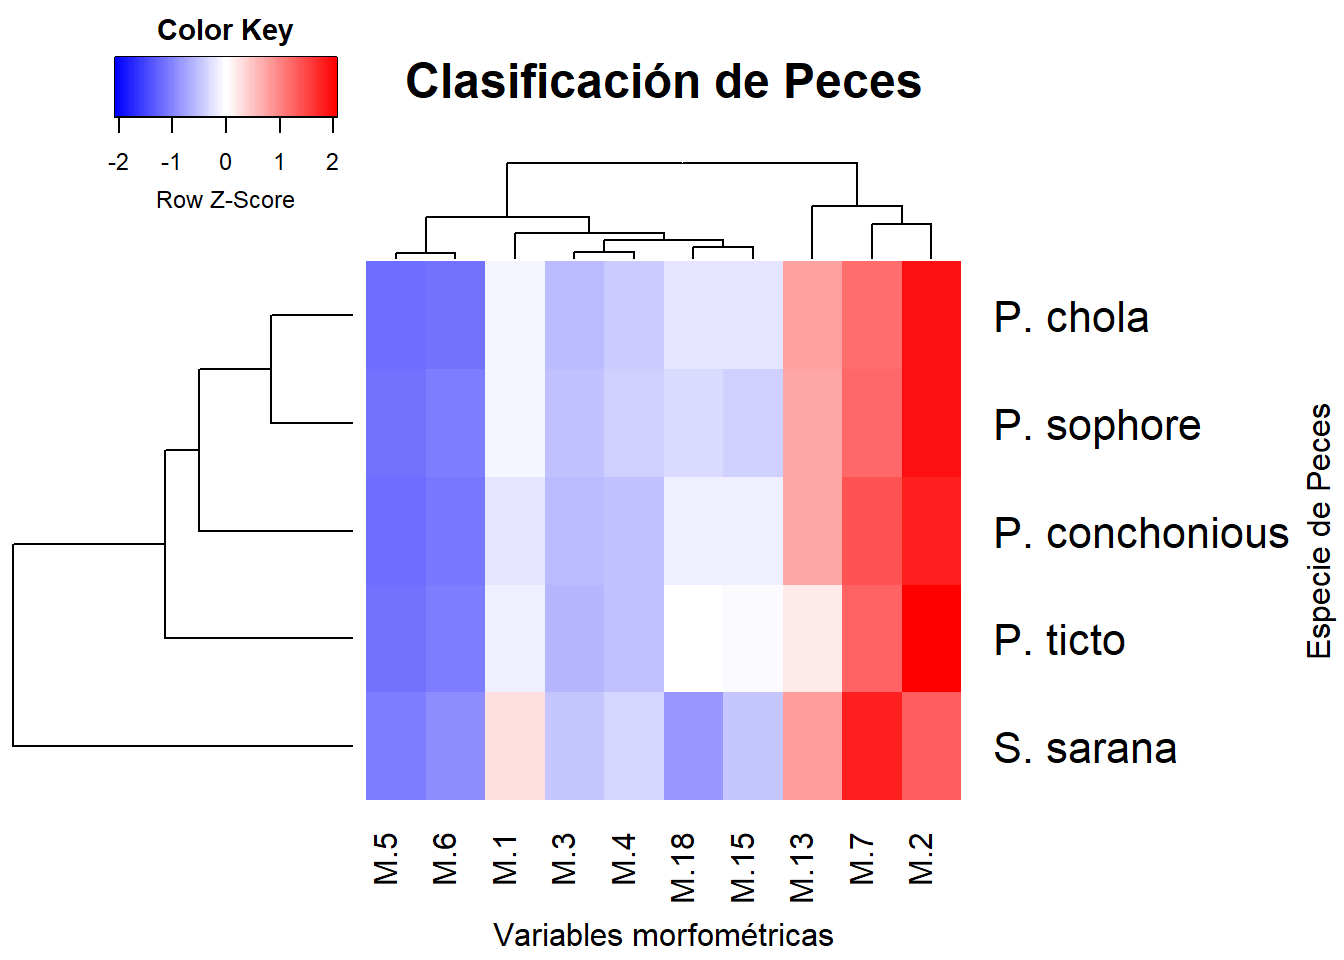 Color Key
-2 -1 0 1 2
Row Z-Score
Clasificación de Peces
P. chola
P. sophore
P. conchonious
P. ticto
S. sarana
Especie de Peces
M.5 M.6 M.1 M.3 M.4 M.18 M.15 M.13 M.7 M.2
Variables morfométricas